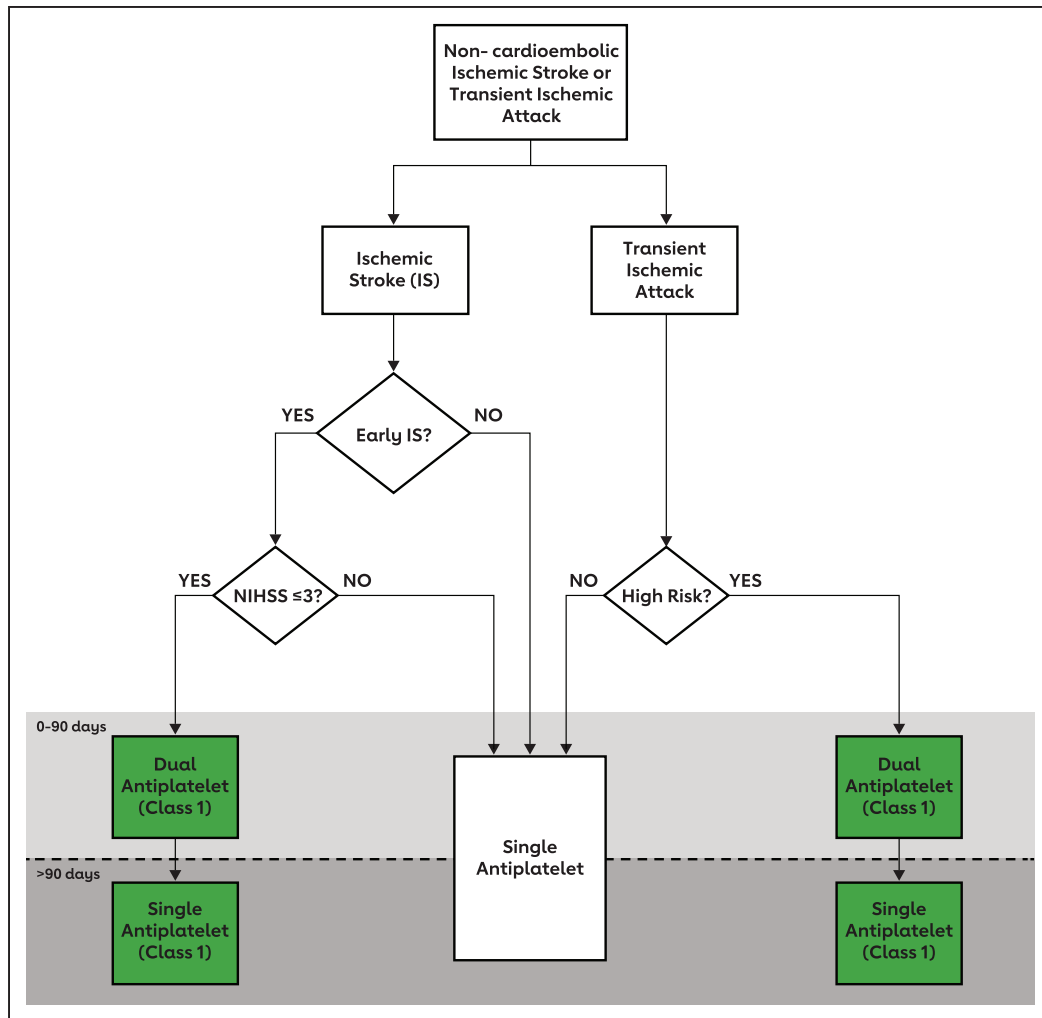 Non- cardioembolic
Ischemic Stroke or
Transient Ischemic
Attack
Ischemic
Stroke (IS)
Transient
Ischemic
Attack
YES
NO
Early IS?
YES
NO
NIHSS ≤3?
NO
YES
High Risk?
0-90 days
Dual
Antiplatelet
(Class 1)
Single
Antiplatelet
Dual
Antiplatelet
(Class 1)
>90 days
Single
Antiplatelet
(Class 1)
Single
Antiplatelet
(Class 1)